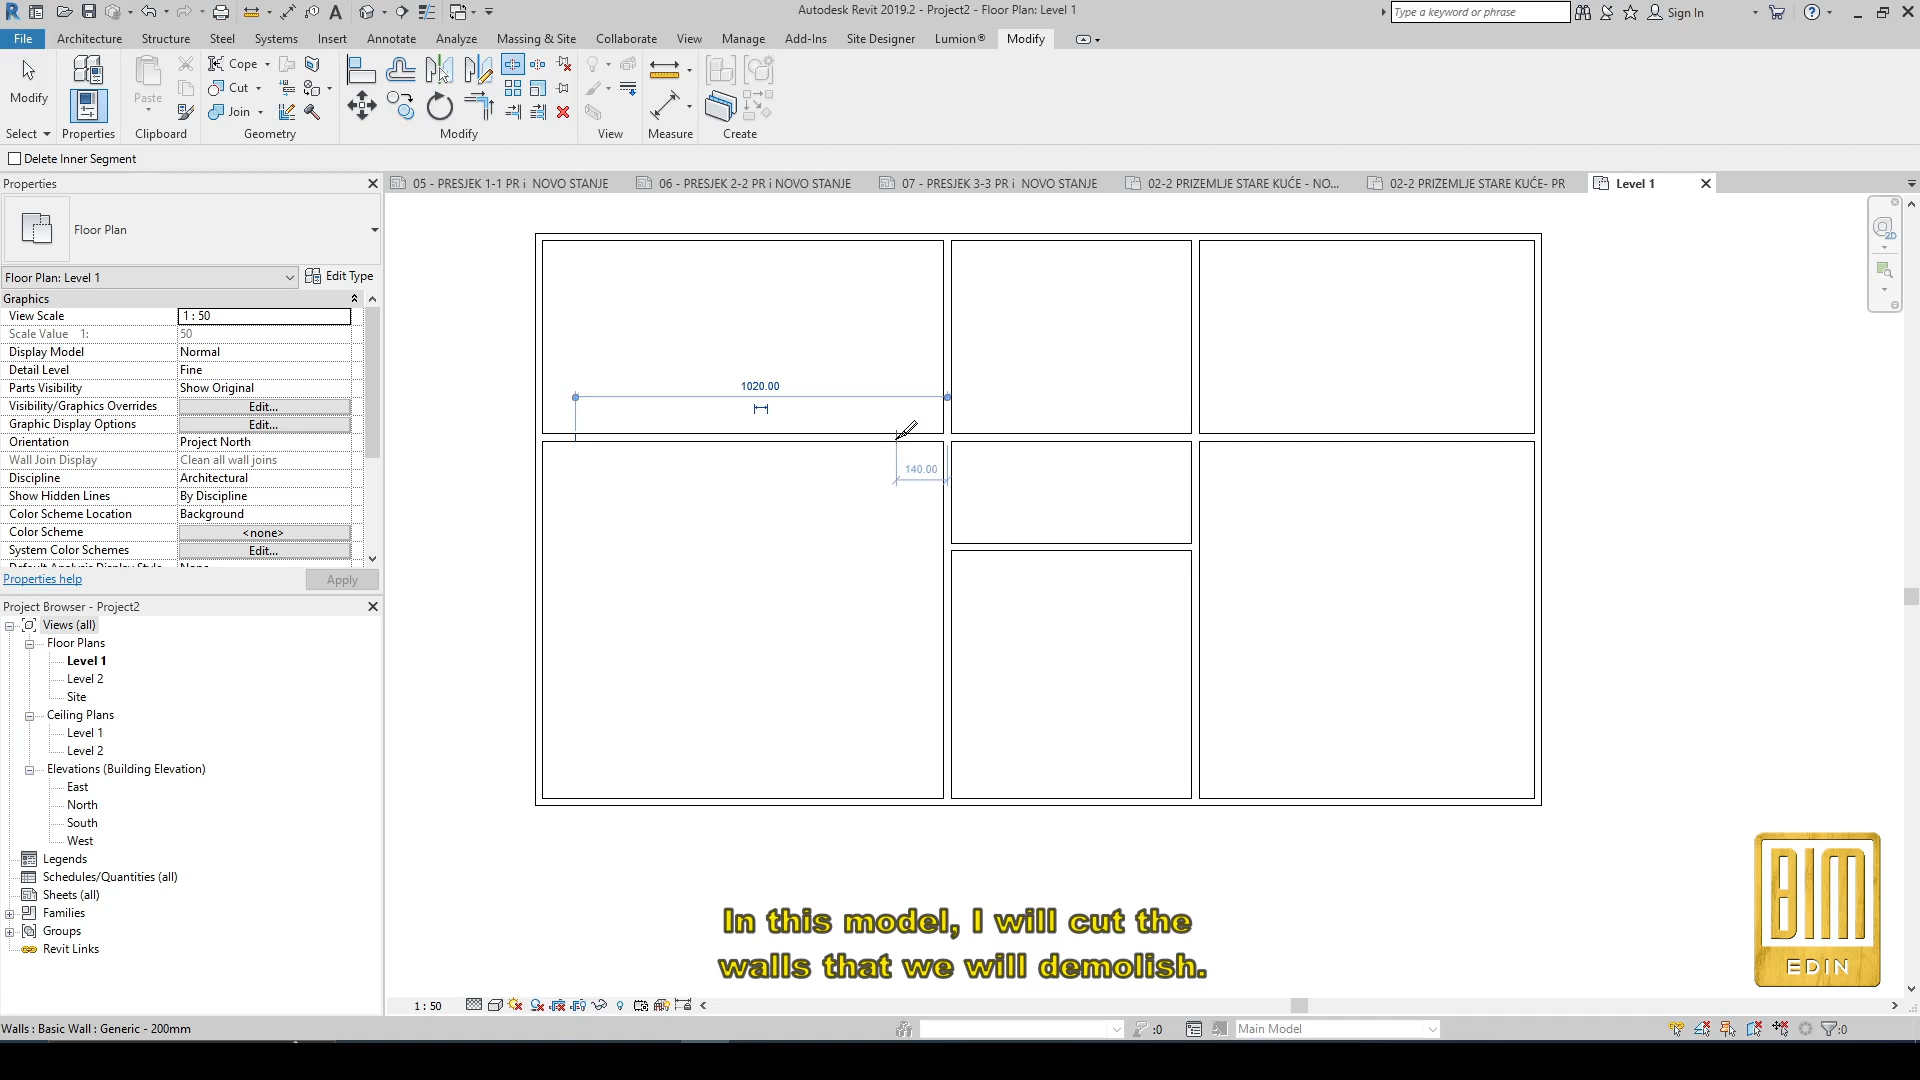 Autodesk Revit 2019.2 - Project2 - Floor Plan: Level 1
Type a keyword or phrase
Sign In
File Architecture Structure Steel Systems Insert Annotate Analyze Massing & Site Collaborate View Manage Add-Ins Site Designer Lumion® Modify
Modify
Paste
Cope
Cut
Join
Select Properties Clipboard Geometry Modify View Measure Create
Delete Inner Segment
Properties
05 - PRESJEK 1-1 PR i NOVO STANJE
06 - PRESJEK 2-2 PR i NOVO STANJE
07 - PRESJEK 3-3 PR i NOVO STANJE
02-2 PRIZEMLJE STARE KUĆE - NO...
02-2 PRIZEMLJE STARE KUĆE- PR
Level 1
Floor Plan
Floor Plan: Level 1
Edit Type
Graphics
View Scale 1 : 50
Scale Value 1: 50
Display Model Normal
Detail Level Fine
Parts Visibility Show Original
Visibility/Graphics Overrides Edit...
Graphic Display Options Edit...
Orientation Project North
Wall Join Display Clean all wall joins
Discipline Architectural
Show Hidden Lines By Discipline
Color Scheme Location Background
Color Scheme <none>
System Color Schemes Edit...
Properties help
Apply
Project Browser - Project2
Views (all)
Floor Plans
Level 1
Level 2
Site
Ceiling Plans
Level 1
Level 2
Elevations (Building Elevation)
East
North
South
West
Legends
Schedules/Quantities (all)
Sheets (all)
Families
Groups
Revit Links
1020.00
140.00
2D
In this model, I will cut the
walls that we will demolish.
BIM
EDIN
1 : 50
Walls : Basic Wall : Generic - 200mm
:0
Main Model
:0